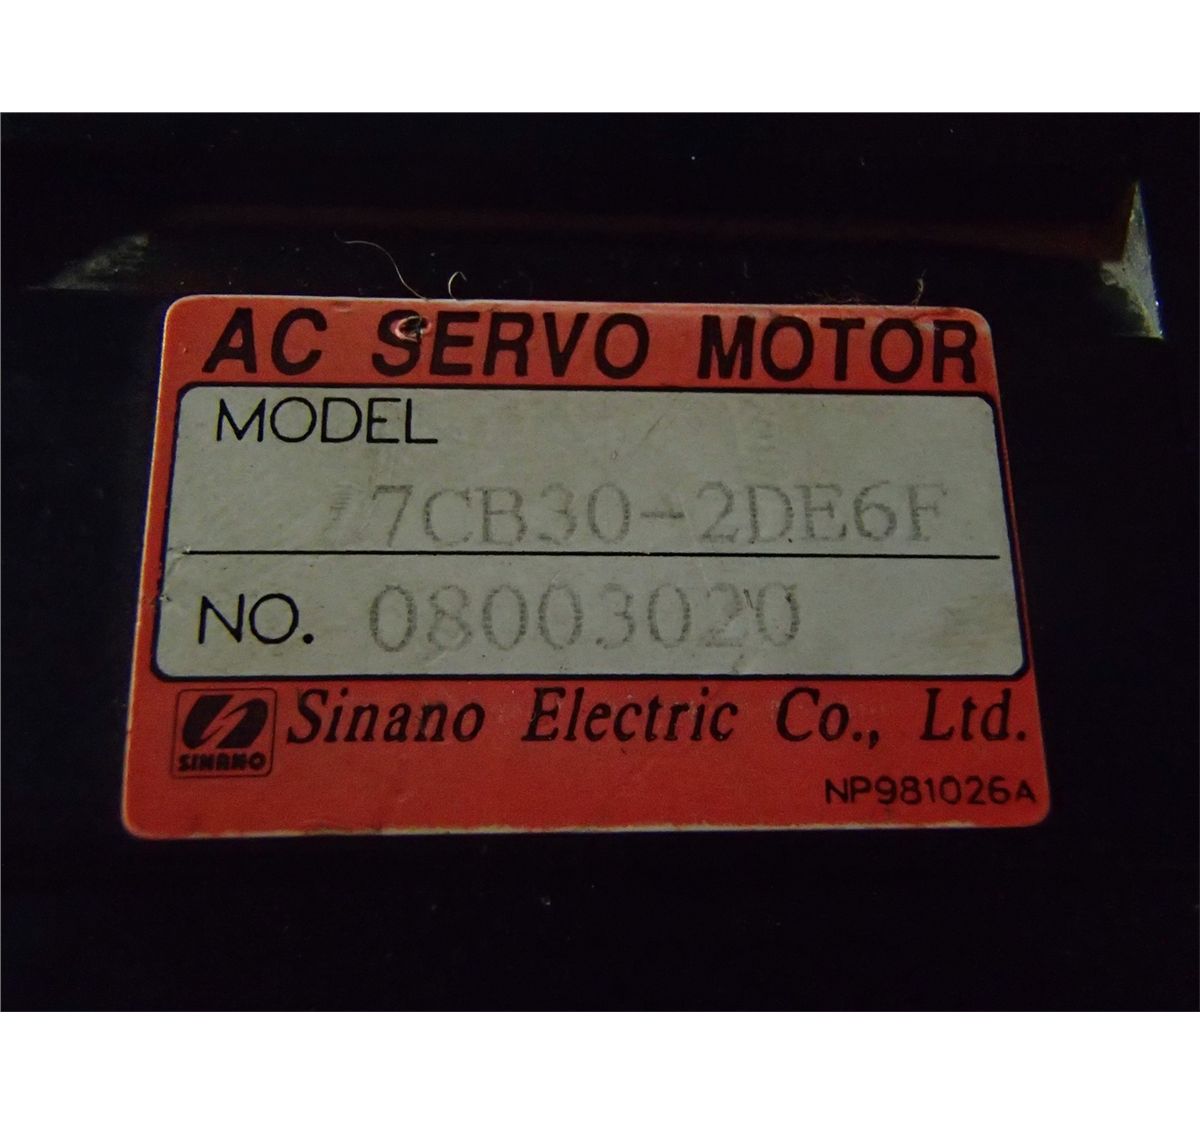 AC SERVO MOTOR
MODEL
7CB30-2DE6F
NO. 08003020
SINANO Sinano Electric Co., Ltd.
NP981026A